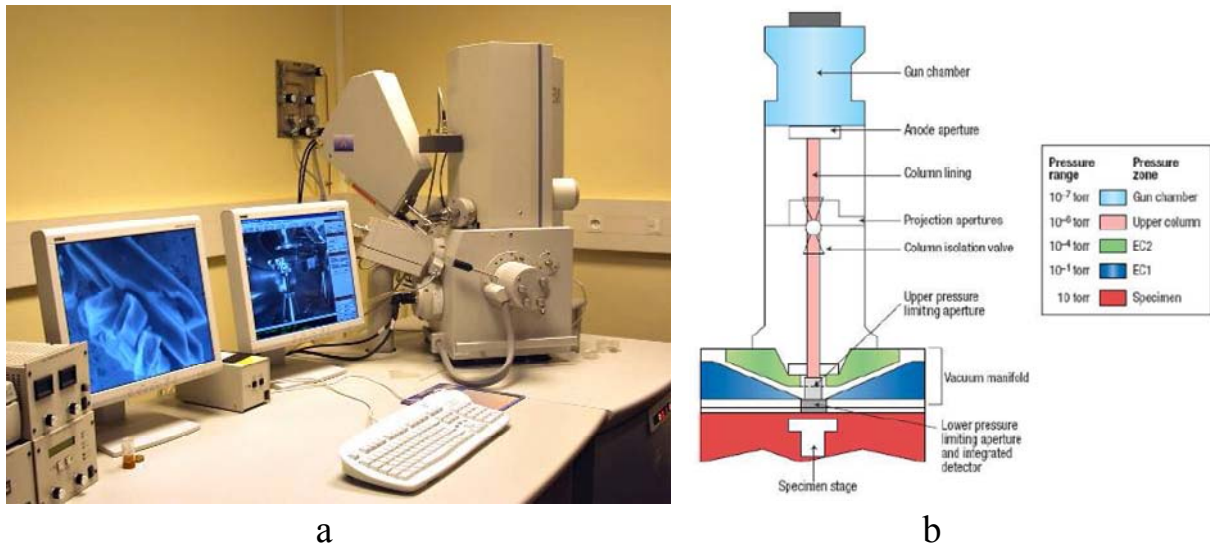 Gun chamber
Anode aperture
Column lining
Projection apertures
Column isolation valve
Upper pressure
limiting aperture
Vacuum manifold
Lower pressure
limiting aperture
and integrated
detector
Specimen stage
Pressure range Pressure zone
10⁻⁷ torr Gun chamber
10⁻⁶ torr Upper column
10⁻⁴ torr EC2
10⁻¹ torr EC1
10 torr Specimen
a
b